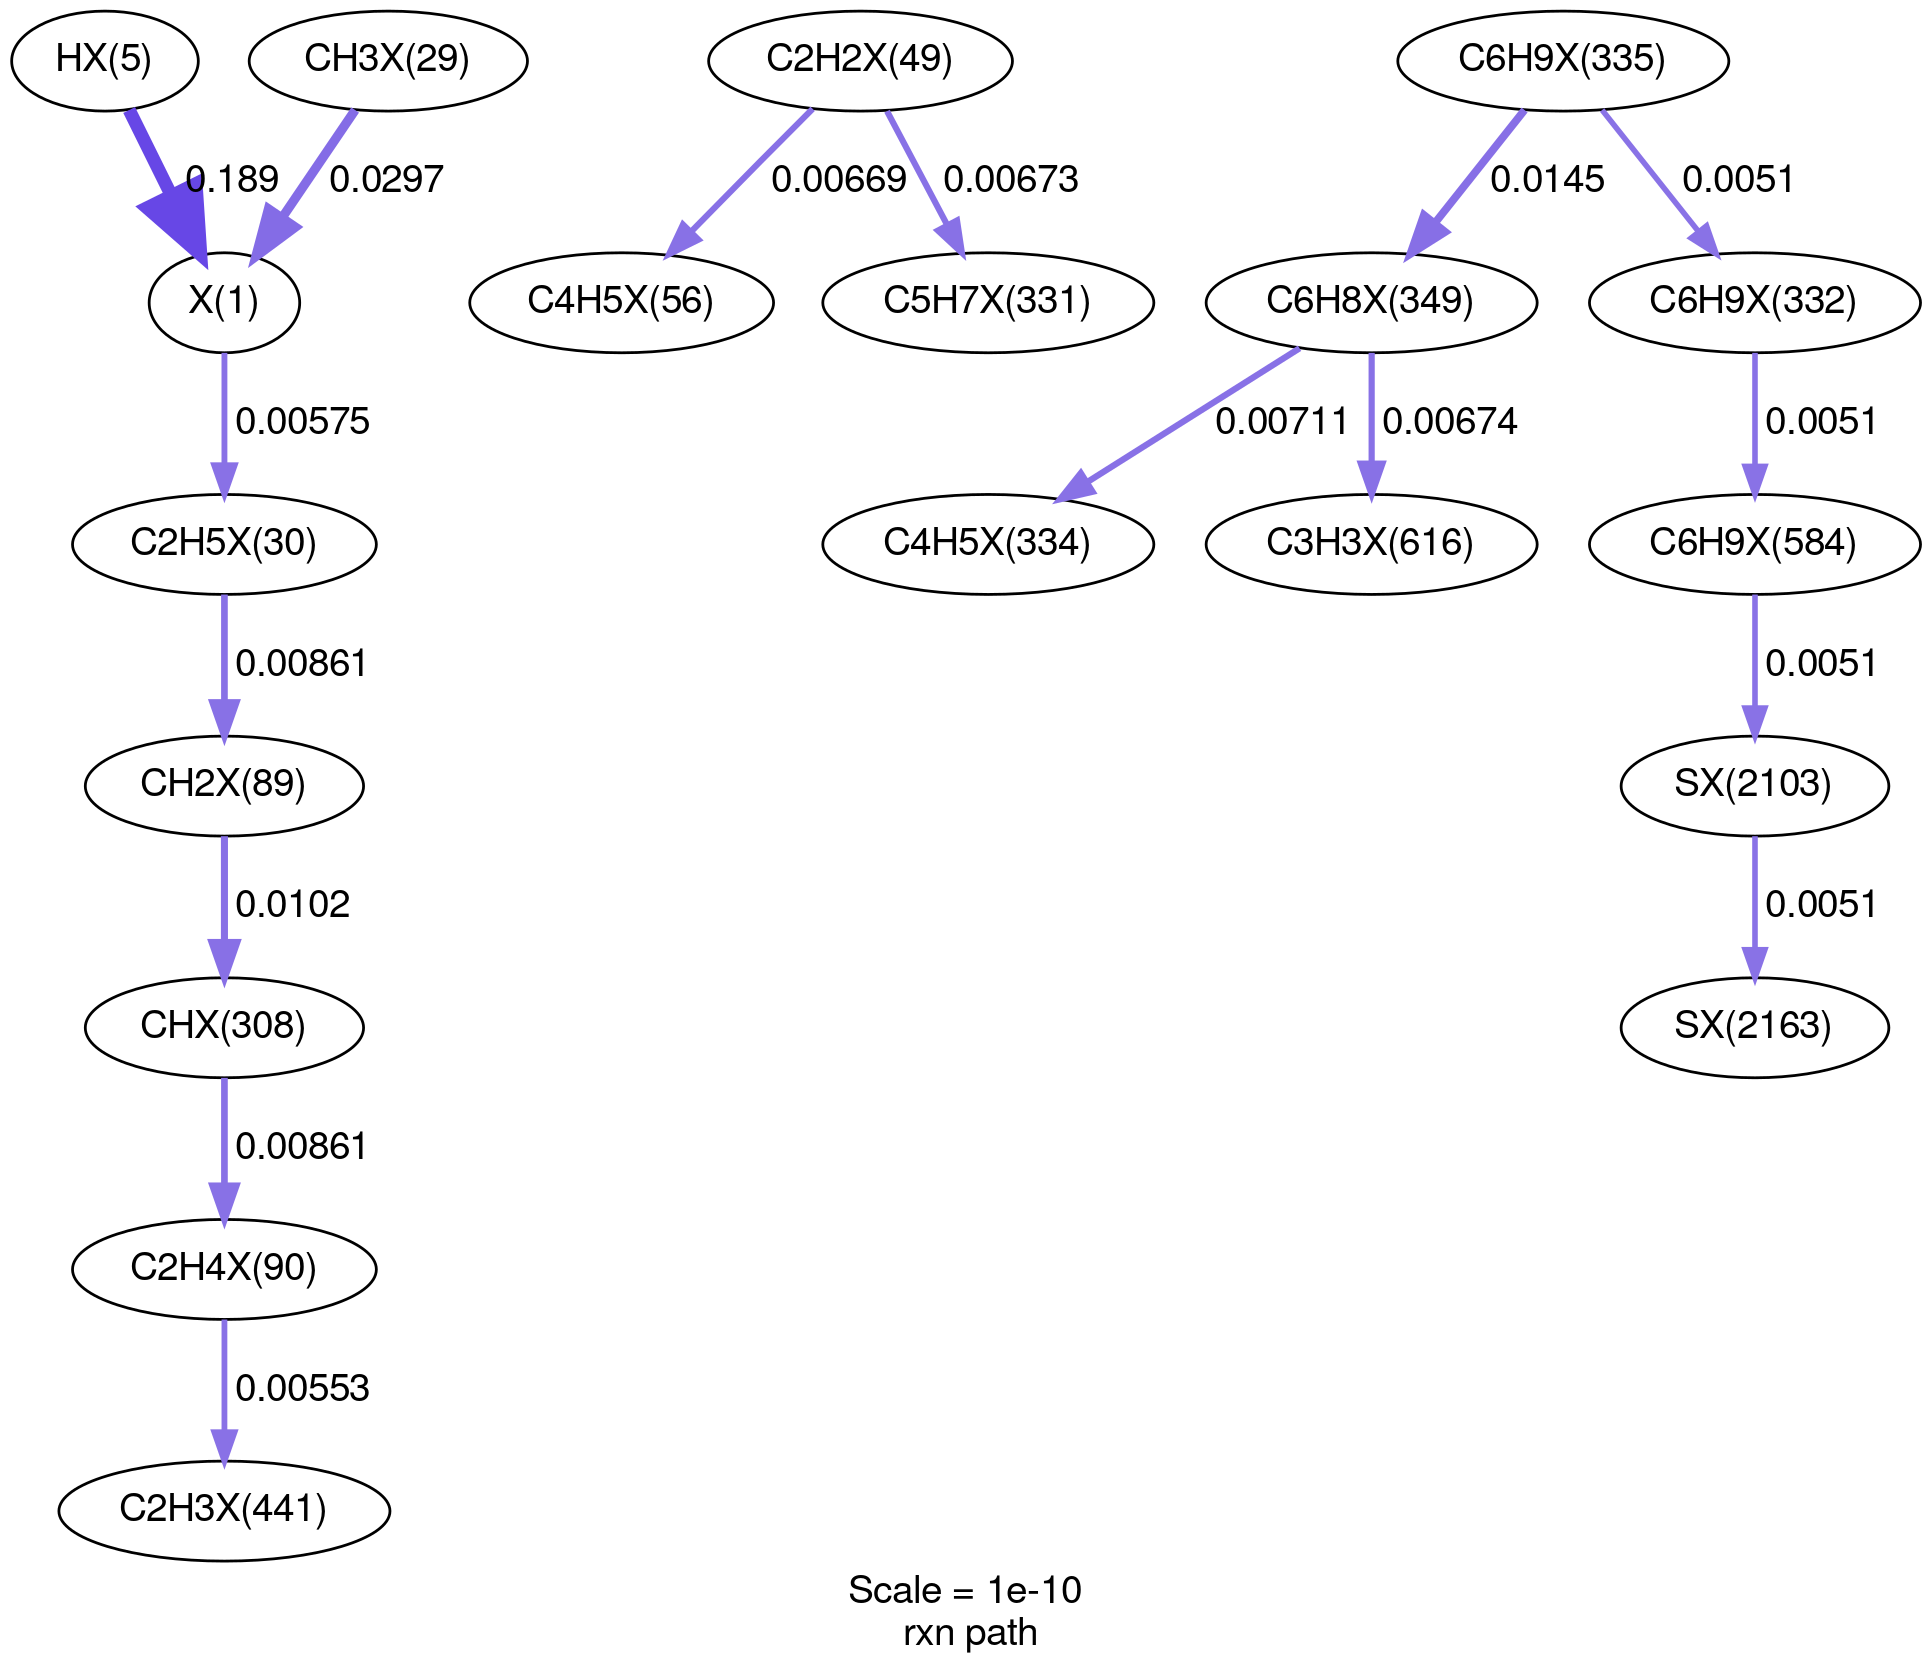 HX(5)
CH3X(29)
C2H2X(49)
C6H9X(335)
0.189
0.0297
0.00669
0.00673
0.0145
0.0051
X(1)
C4H5X(56)
C5H7X(331)
C6H8X(349)
C6H9X(332)
0.00575
0.00711
0.00674
0.0051
C2H5X(30)
C4H5X(334)
C3H3X(616)
C6H9X(584)
0.00861
0.0051
CH2X(89)
SX(2103)
0.0102
0.0051
CHX(308)
SX(2163)
0.00861
C2H4X(90)
0.00553
C2H3X(441)
Scale = 1e-10
rxn path